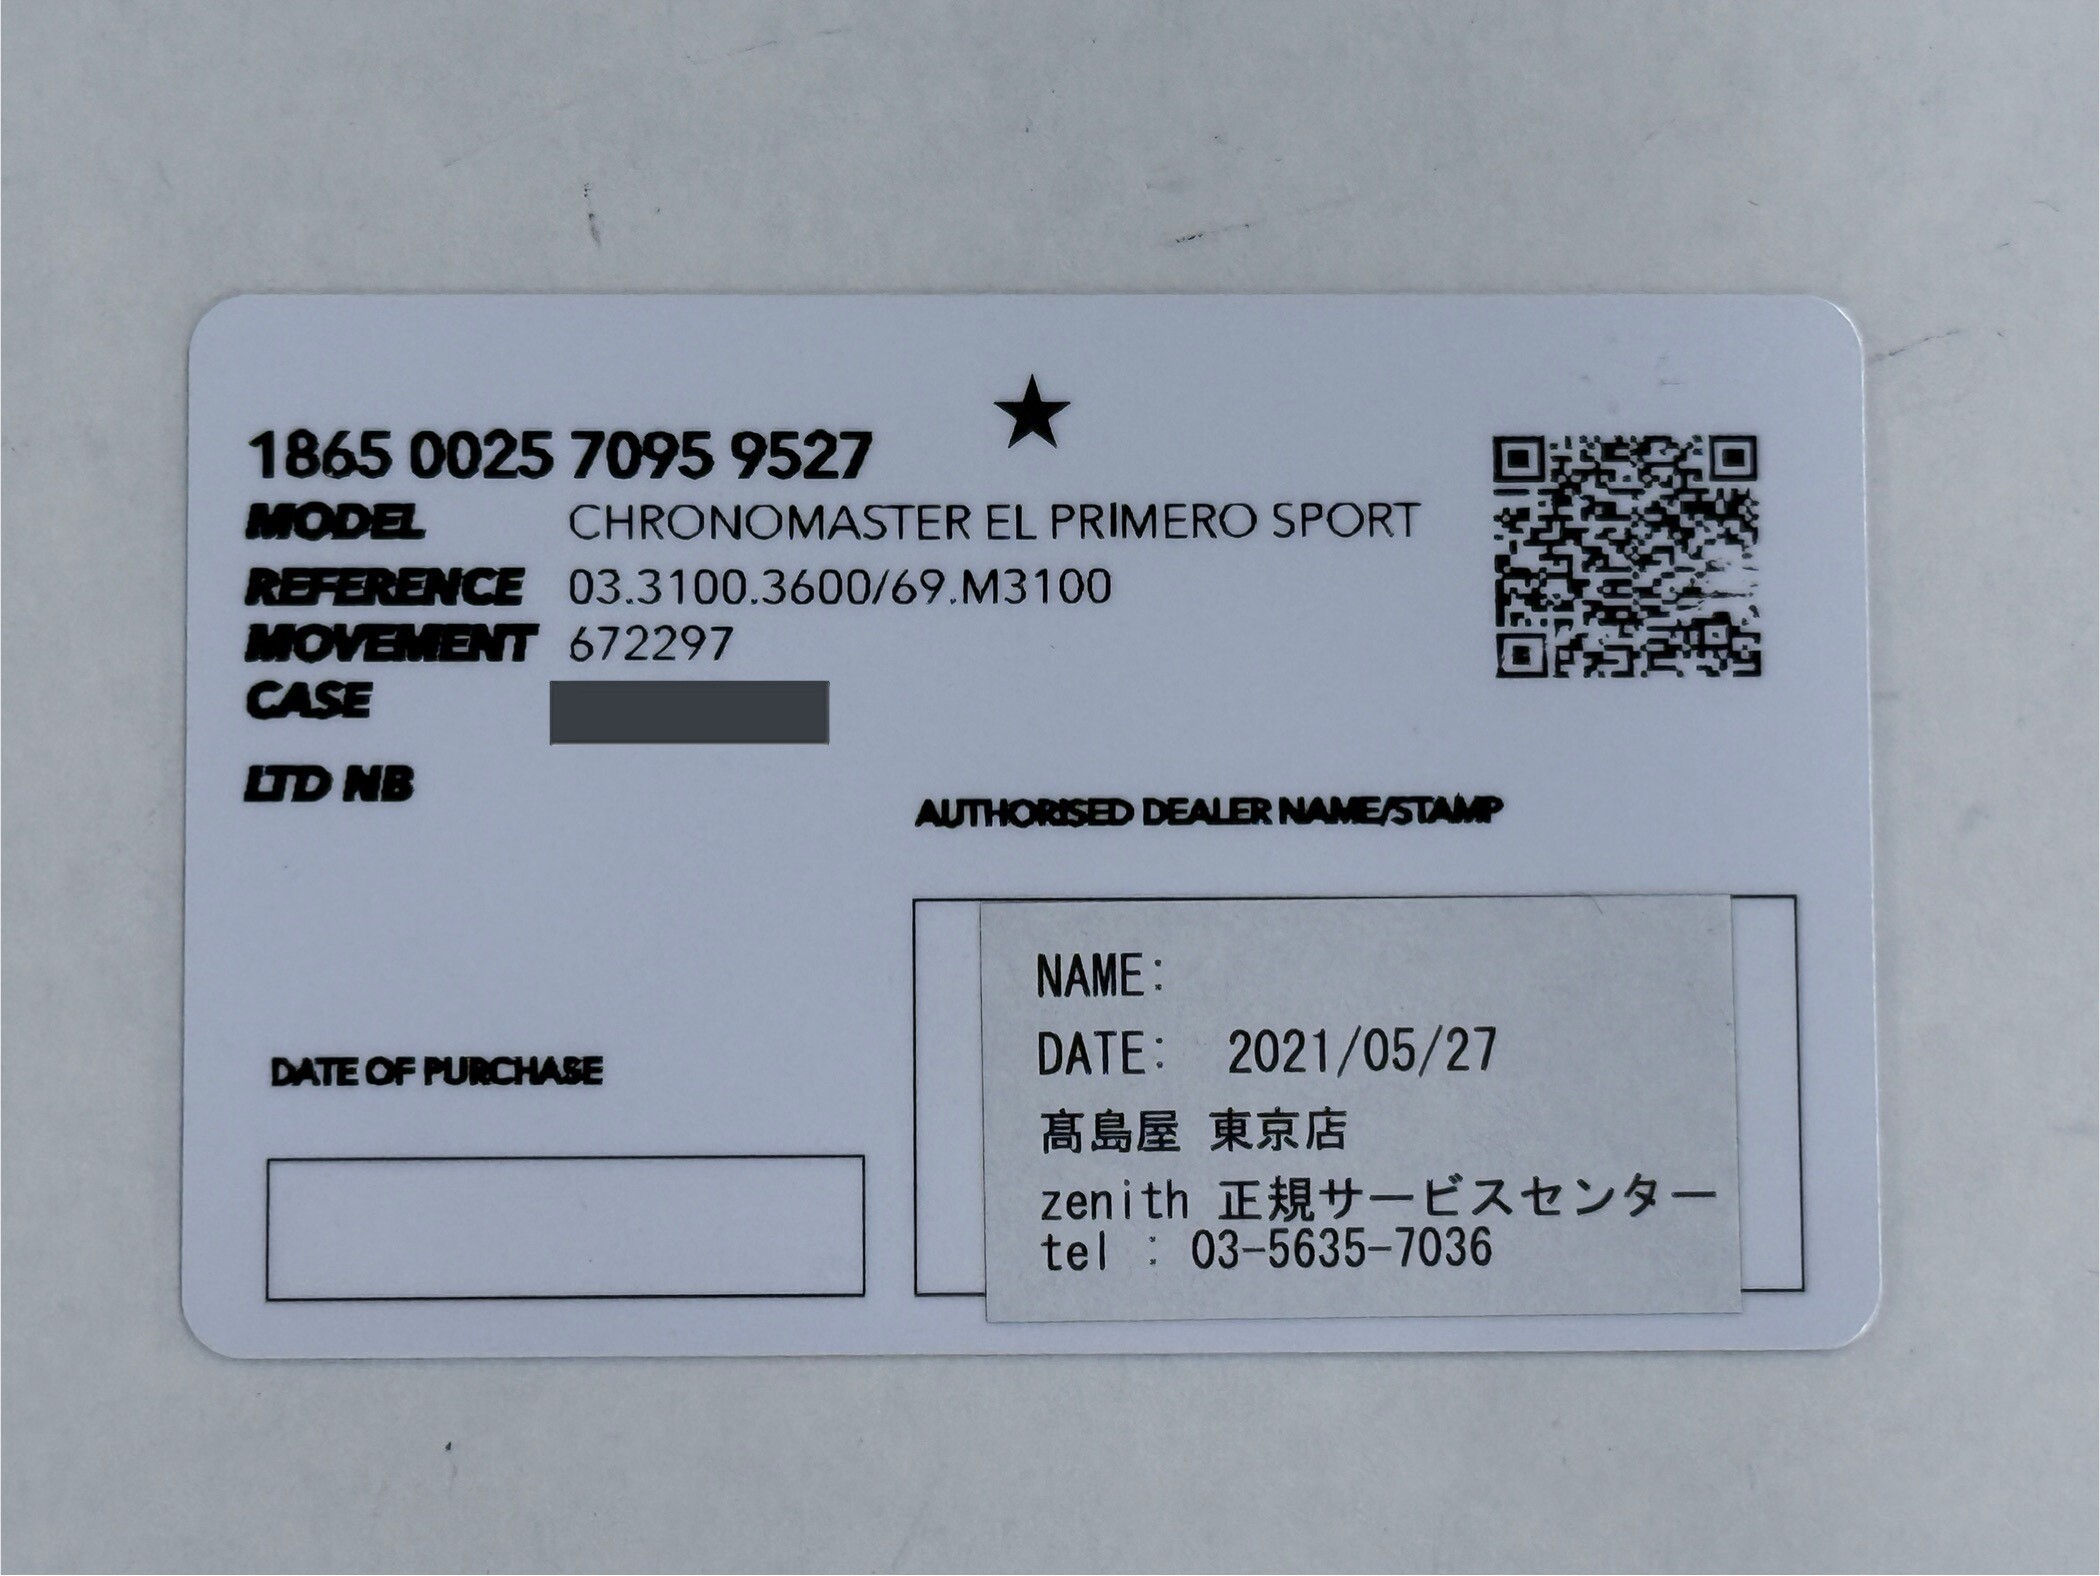 1865 0025 7095 9527
MODEL CHRONOMASTER EL PRIMERO SPORT
REFERENCE 03.3100.3600/69.M3100
MOVEMENT 672297
CASE
LTD NB
AUTHORISED DEALER NAME/STAMP
NAME:
DATE: 2021/05/27
髙島屋 東京店
zenith 正規サービスセンター
tel : 03-5635-7036
DATE OF PURCHASE